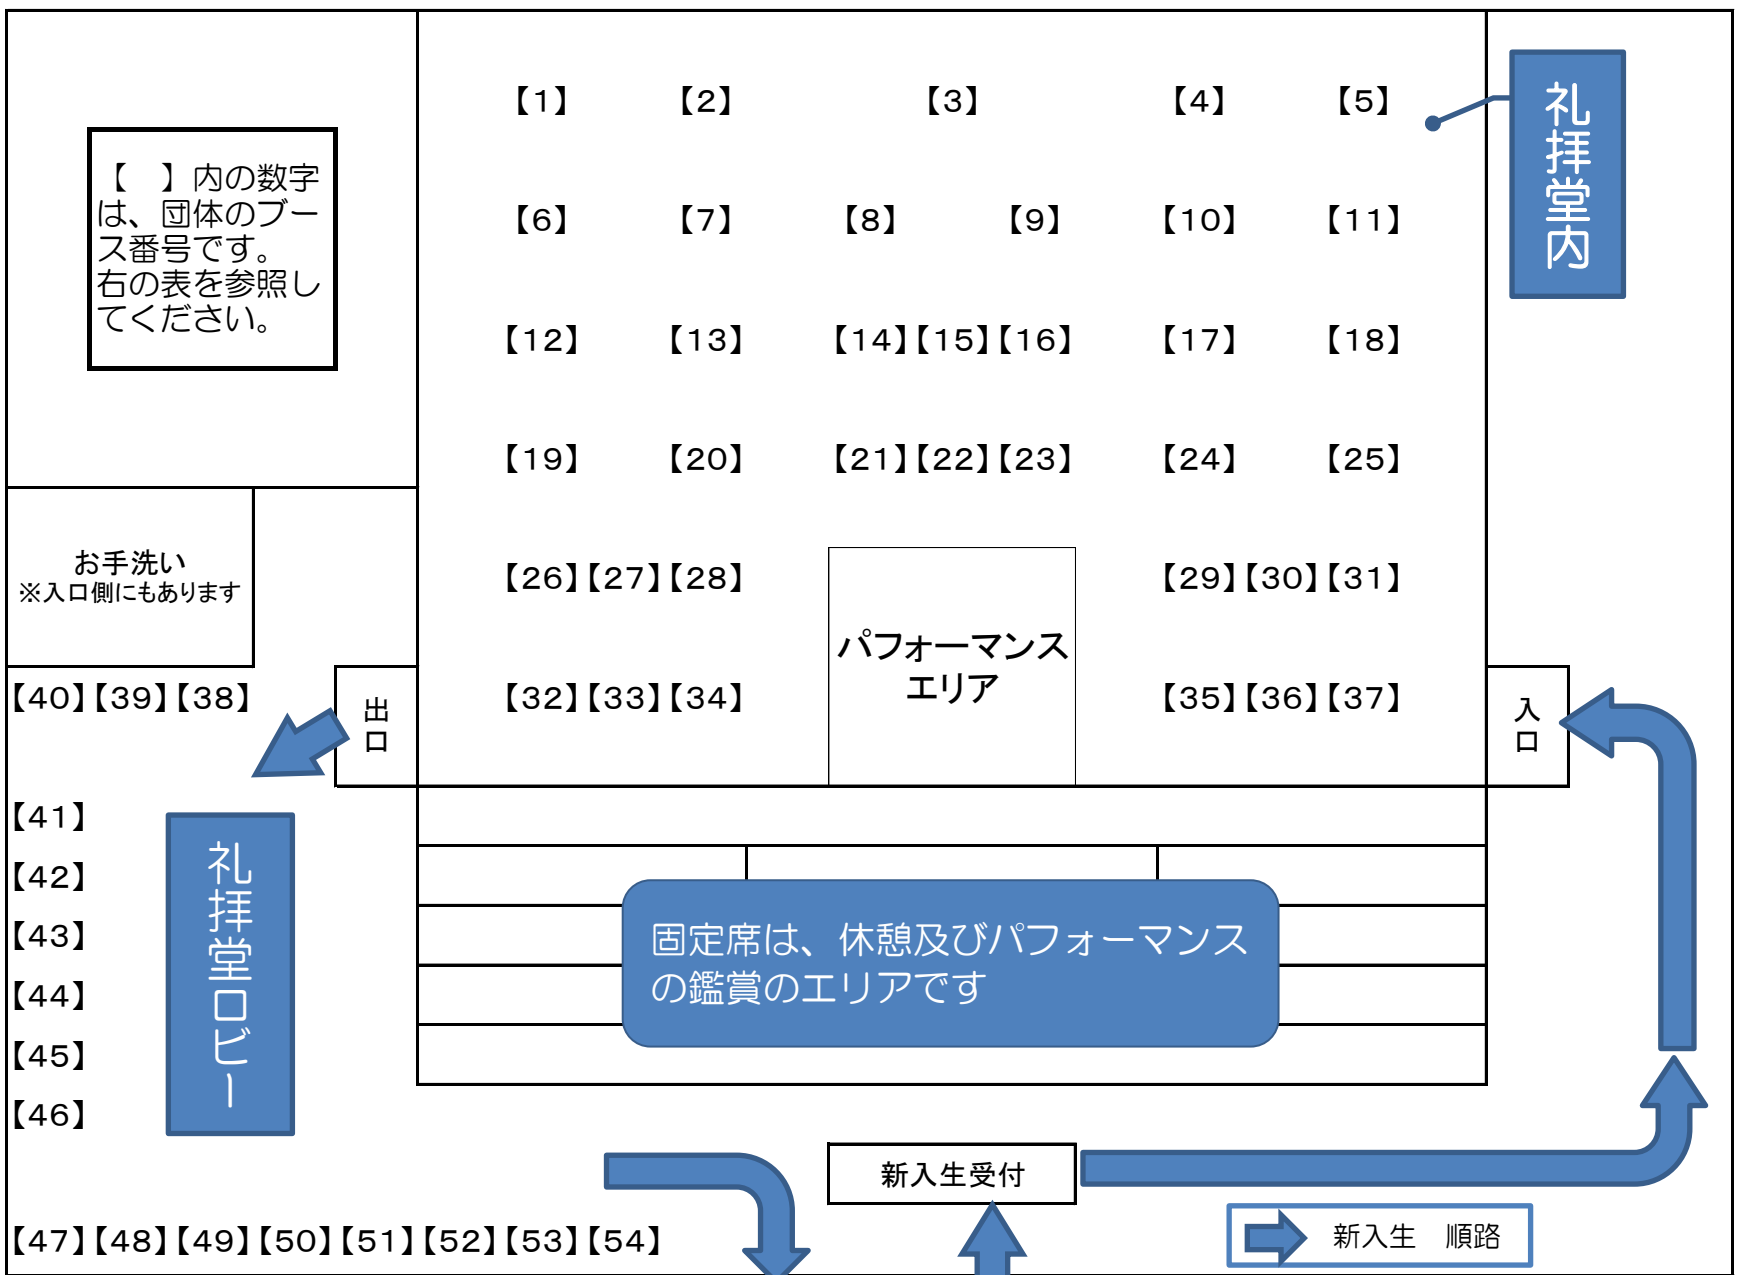 【1】 【2】 【3】 【4】 【5】
礼拝堂内
【　】内の数字
は、団体のブー
ス番号です。
右の表を参照し
てください。
【6】 【7】 【8】 【9】 【10】 【11】
【12】 【13】 【14】【15】【16】 【17】 【18】
【19】 【20】 【21】【22】【23】 【24】 【25】
お手洗い
※入口側にもあります
【26】【27】【28】 【29】【30】【31】
パフォーマンス
エリア
【40】【39】【38】
出口
【32】【33】【34】 【35】【36】【37】
入口
【41】
【42】
【43】
【44】
【45】
【46】
礼拝堂ロビー
固定席は、休憩及びパフォーマンス
の鑑賞のエリアです
新入生受付
【47】【48】【49】【50】【51】【52】【53】【54】
新入生　順路